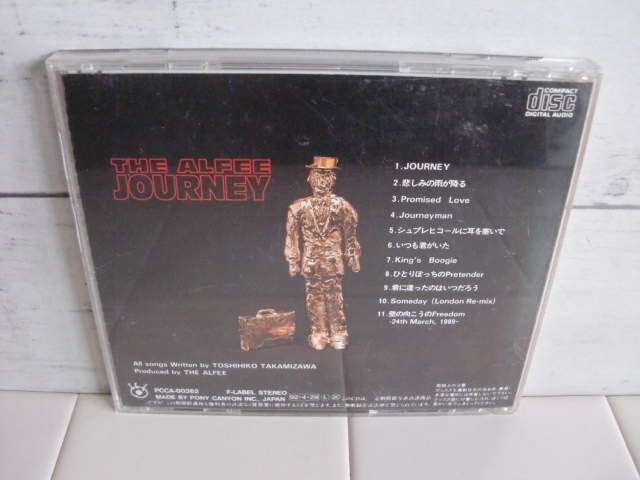 COMPACT
disc
DIGITAL AUDIO
THE ALFEE
JOURNEY
1.JOURNEY
2.悲しみの雨が降る
3.Promised Love
4.Journeyman
5.シュプレヒコールに耳を塞いで
6.いつも君がいた
7.King's Boogie
8.ひとりぼっちのPretender
9.君に逢ったのはいつだろう
10.Someday (London Re-mix)
11.壁の向こうのFreedom
-24th March, 1989-
All songs Written by TOSHIHIKO TAKAMIZAWA
Produced by THE ALFEE
PCCA-00362 F-LABEL STEREO
MADE BY PONY CANYON INC., JAPAN